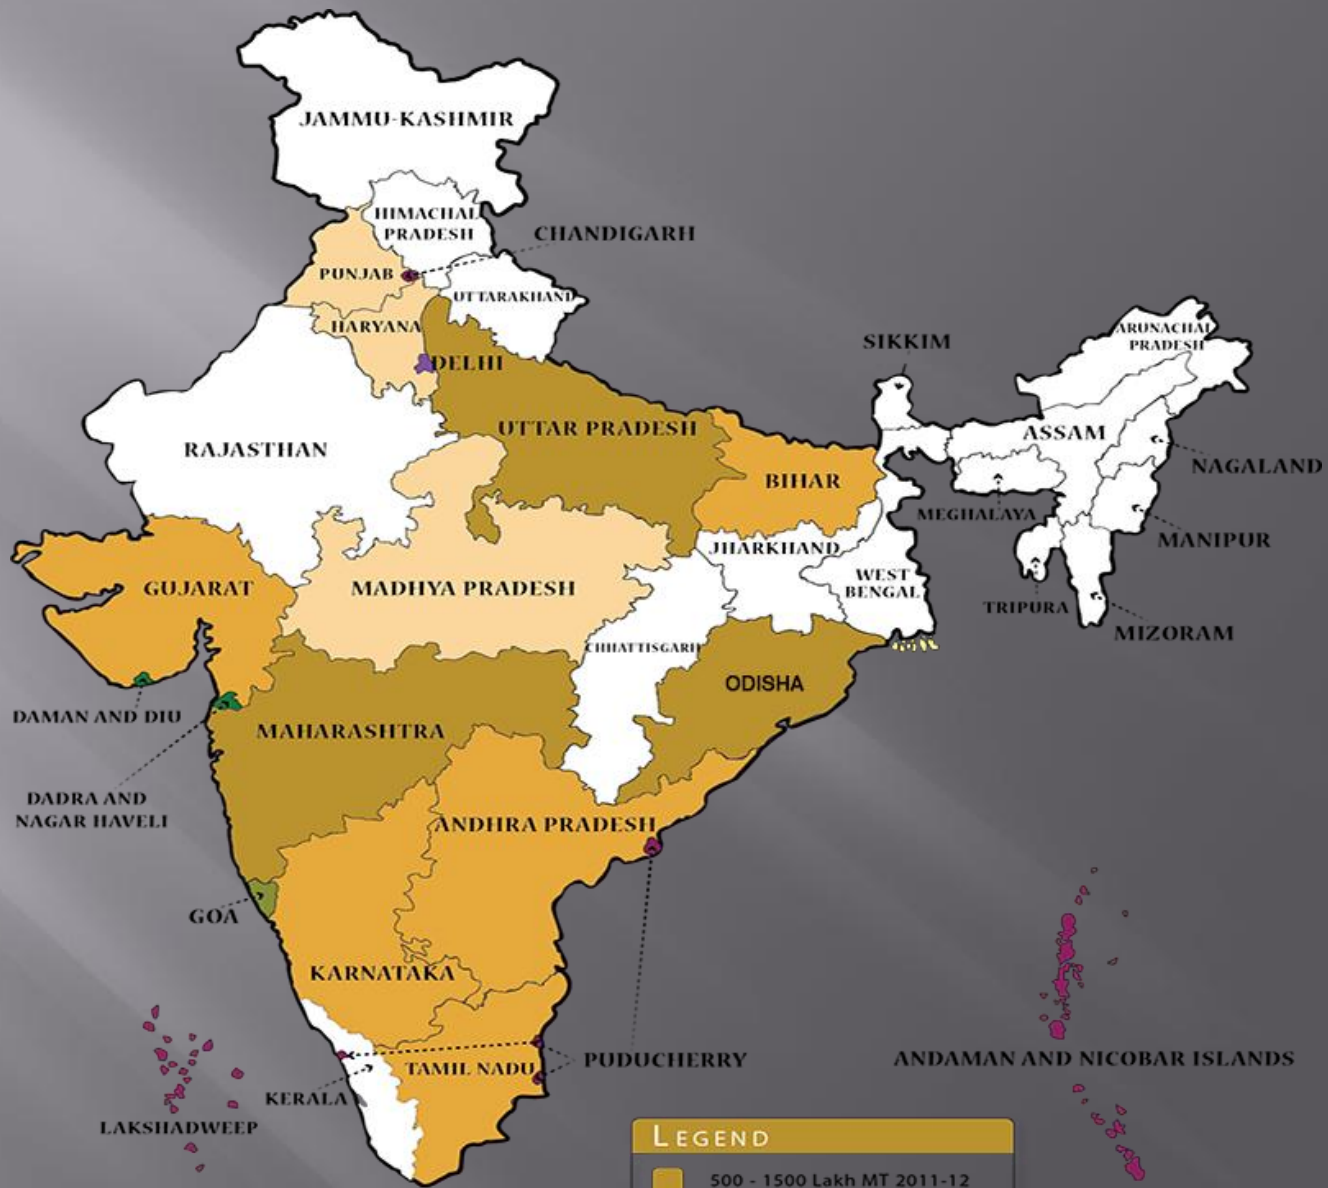 JAMMU-KASHMIR
HIMACHAL
PRADESH
CHANDIGARH
PUNJAB
UTTARAKHAND
HARYANA
ARUNACHAL
PRADESH
SIKKIM
DELHI
UTTAR PRADESH
ASSAM
RAJASTHAN
NAGALAND
BIHAR
MEGHALAYA
MANIPUR
JHARKHAND
GUJARAT
MADHYA PRADESH
WEST
BENGAL
TRIPURA
MIZORAM
CHHATTISGARH
ODISHA
DAMAN AND DIU
MAHARASHTRA
DADRA AND
NAGAR HAVELI
ANDHRA PRADESH
GOA
KARNATAKA
PUDUCHERRY
ANDAMAN AND NICOBAR ISLANDS
TAMIL NADU
KERALA
LAKSHADWEEP
LEGEND
500 - 1500 Lakh MT 2011-12